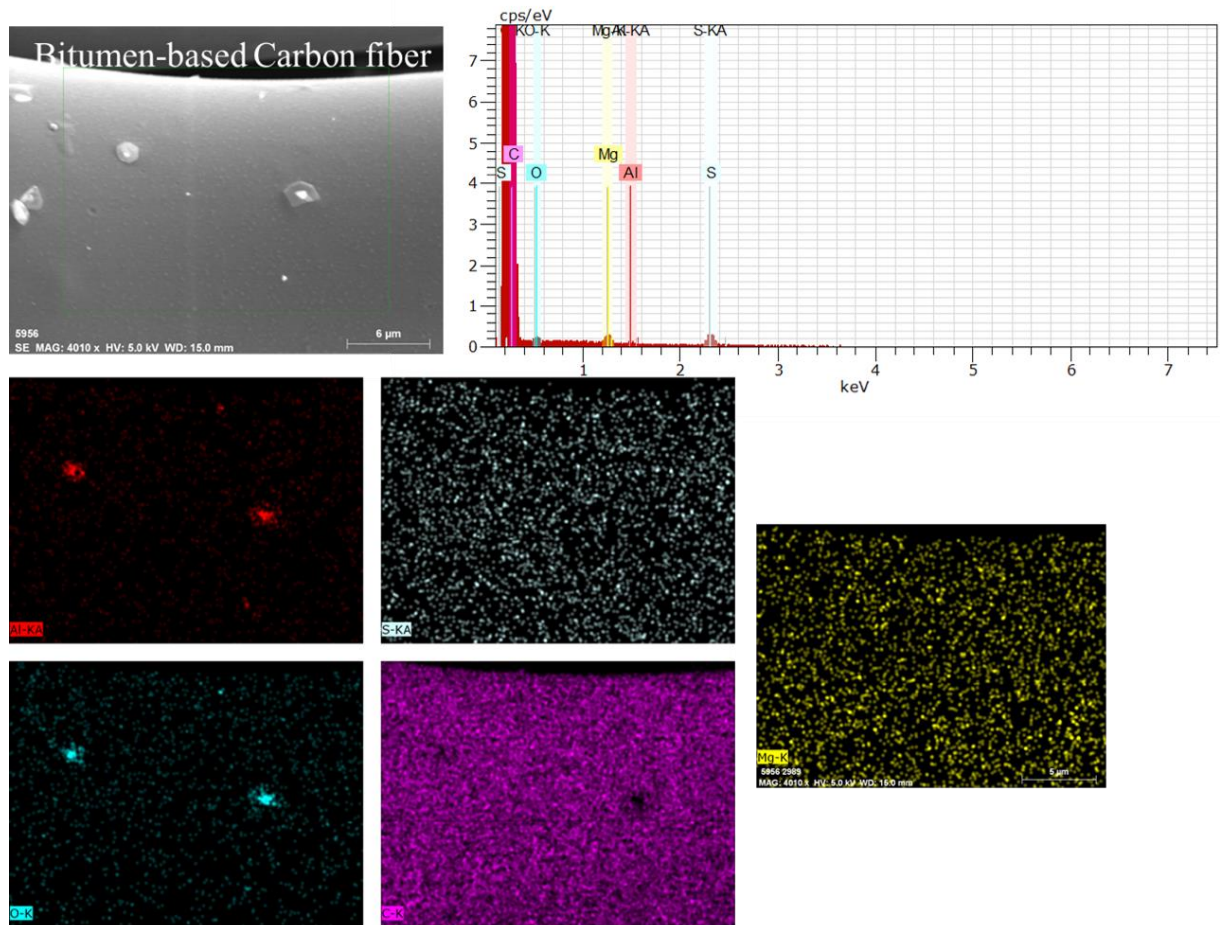 Bitumen-based Carbon fiber
5956
SE MAG: 4010 x HV: 5.0 kV WD: 15.0 mm
6 µm
cps/eV
O-K
S-KA
7
6
5
4
3
2
1
0
C
Mg
S
O
Al
S
1 2 3 4 5 6 7
keV
Al-KA
S-KA
O-K
C-K
Mg-K
5956 2989
MAG: 4010 x HV: 5.0 kV WD: 15.0 mm
5 µm